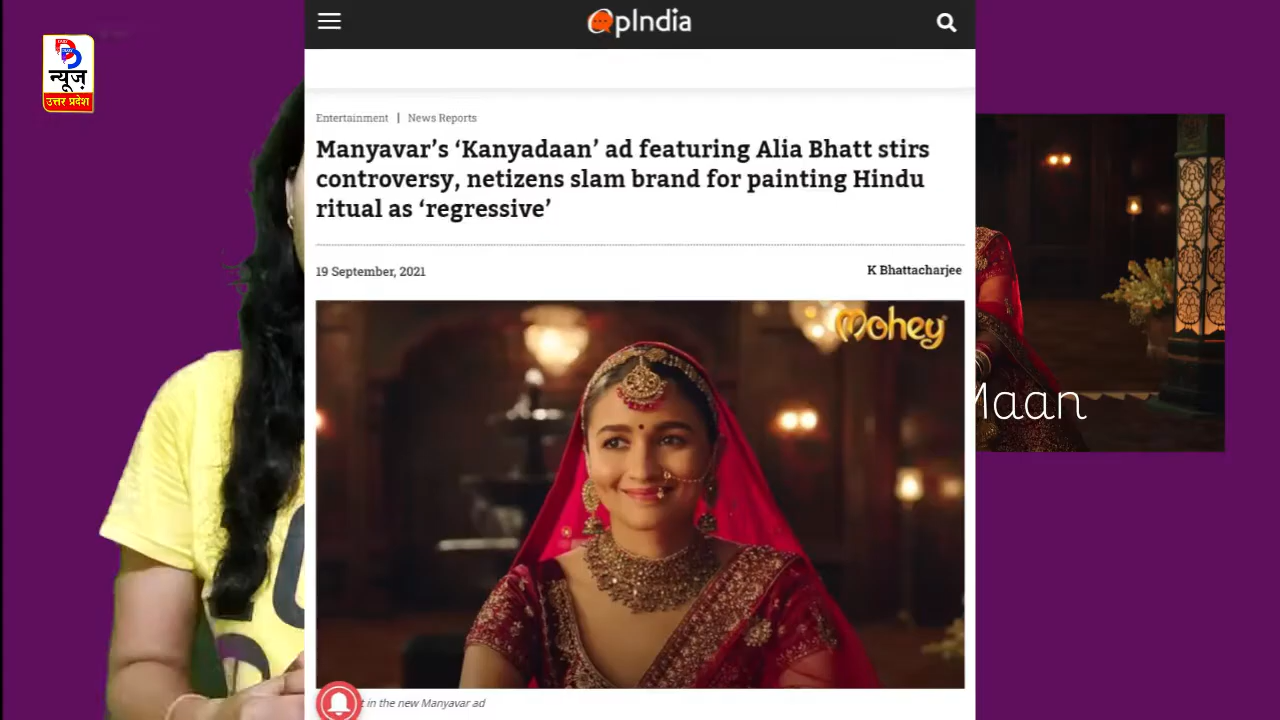 न्यूज़
उत्तर प्रदेश
OpIndia
Entertainment | News Reports
Manyavar’s ‘Kanyadaan’ ad featuring Alia Bhatt stirs
controversy, netizens slam brand for painting Hindu
ritual as ‘regressive’
19 September, 2021
K Bhattacharjee
Mohey
Maan
in the new Manyavar ad